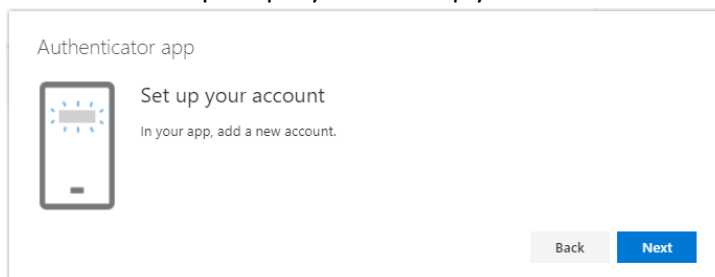 Authenticator app
Set up your account
In your app, add a new account.
Back
Next